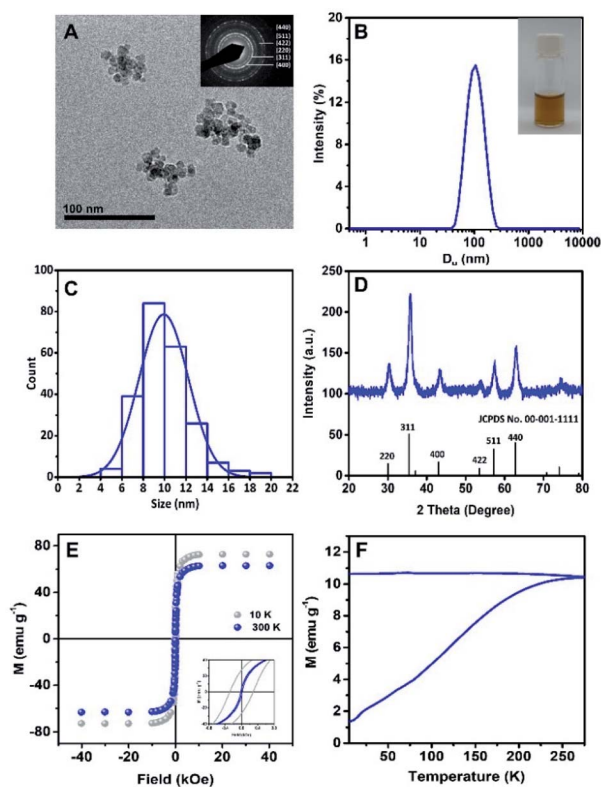 A
(440)
(511)
(422)
(220)
(311)
(400)
100 nm
B
Intensity (%)
20
16
12
8
4
0
1
10
100
1000
10000
D
H
(nm)
C
Count
100
80
60
40
20
0
0 2 4 6 8 10 12 14 16 18 20 22
Size (nm)
D
Intensity (a.u.)
250
200
150
100
50
0
JCPDS No. 00-001-1111
220
311
400
422
511
440
20 30 40 50 60 70 80
2 Theta (Degree)
E
M (emu g⁻¹)
80
40
0
-40
-80
10 K
300 K
-40 -20 0 20 40
Field (kOe)
F
M (emu g⁻¹)
12
10
8
6
4
2
0
50 100 150 200 250
Temperature (K)